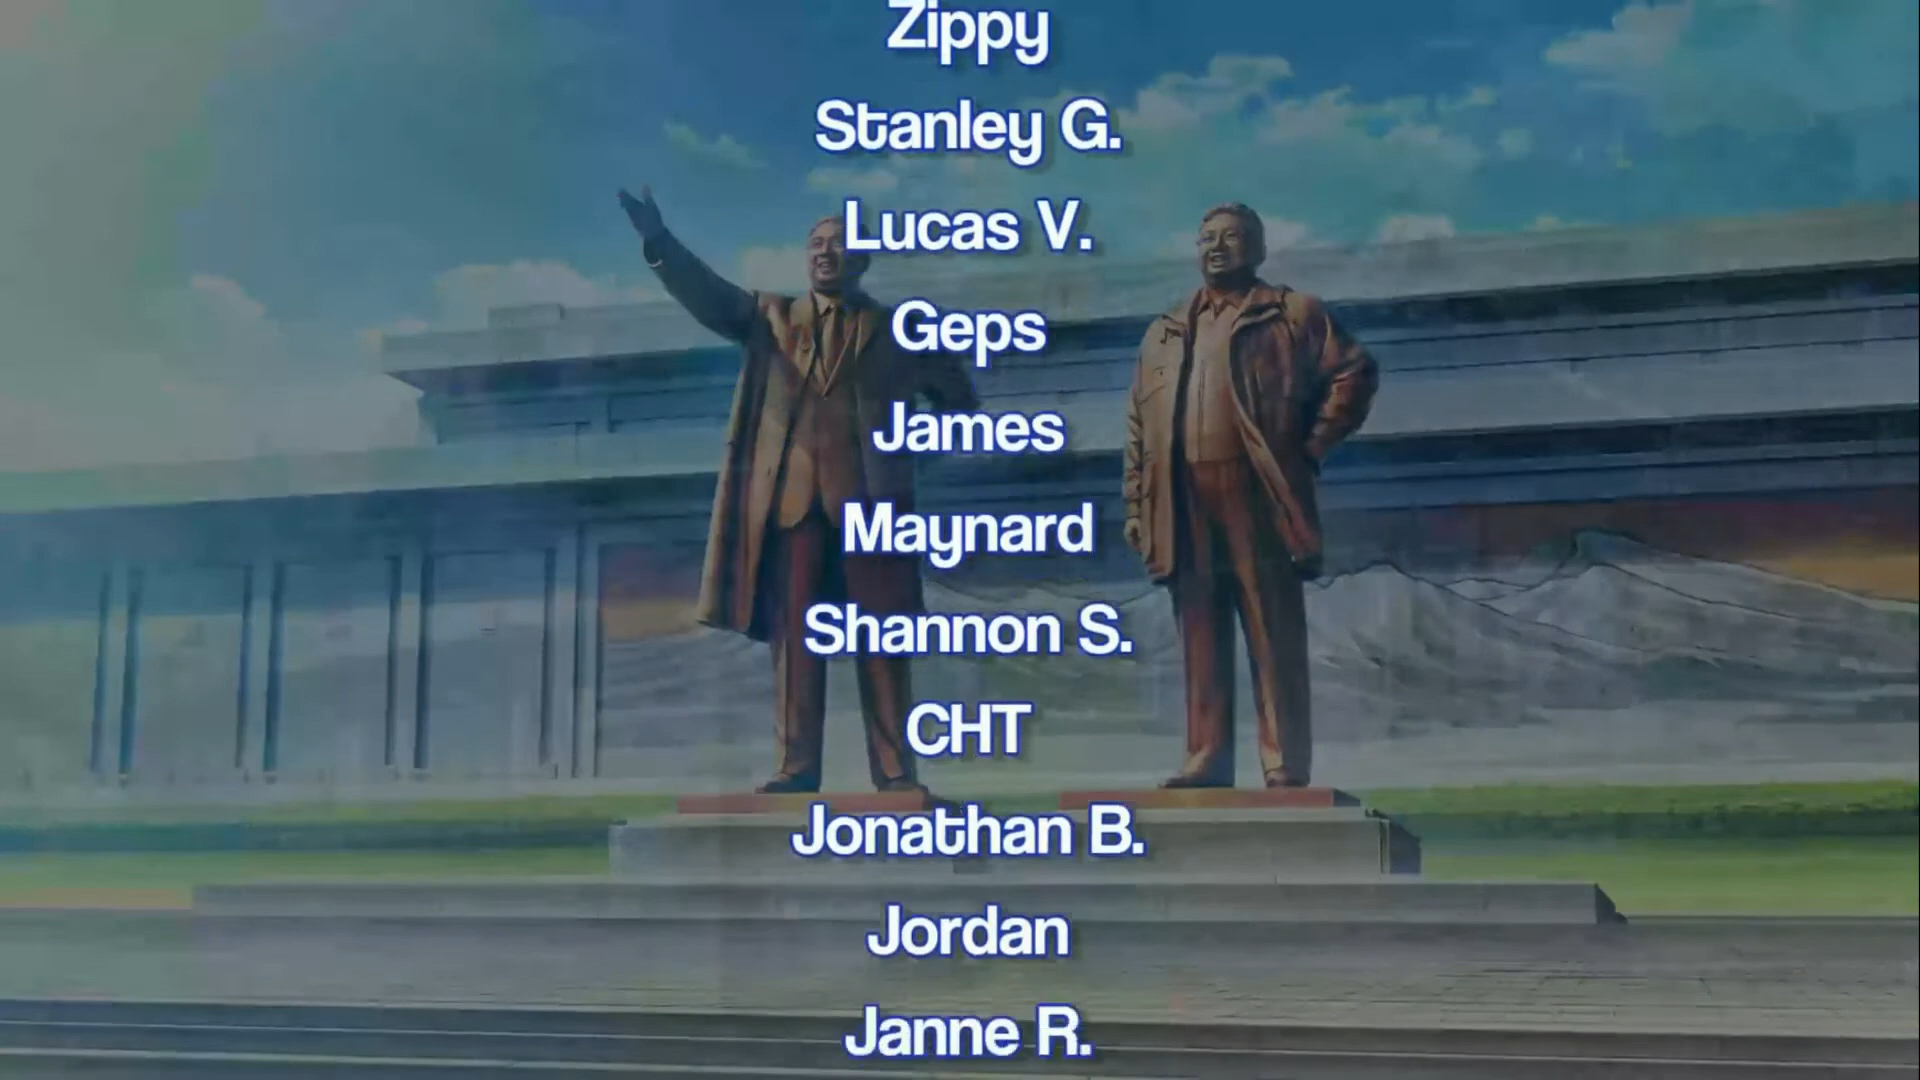 Zippy
Stanley G.
Lucas V.
Geps
James
Maynard
Shannon S.
CHT
Jonathan B.
Jordan
Janne R.